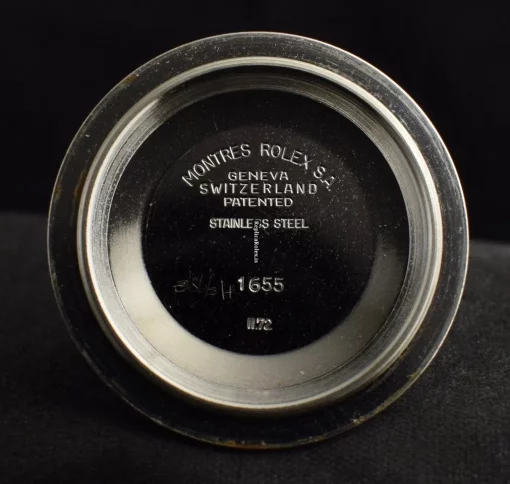 MONTRES ROLEX S.A.
GENEVA
SWITZERLAND
PATENTED
STAINLESS STEEL
1655
II.72